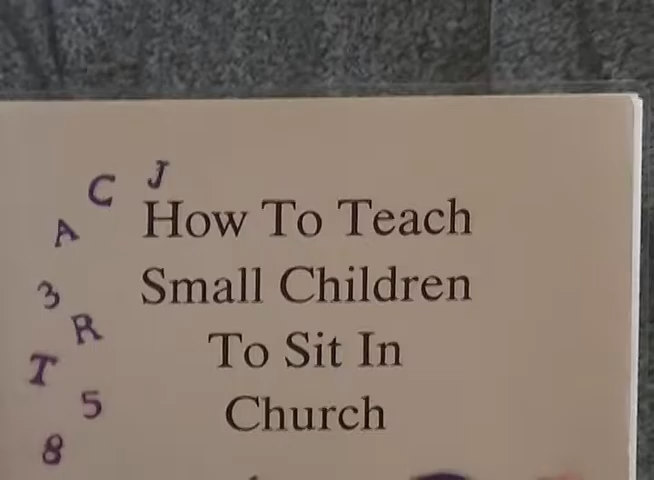 J
C
A
3
R
T
5
8
How To Teach
Small Children
To Sit In
Church